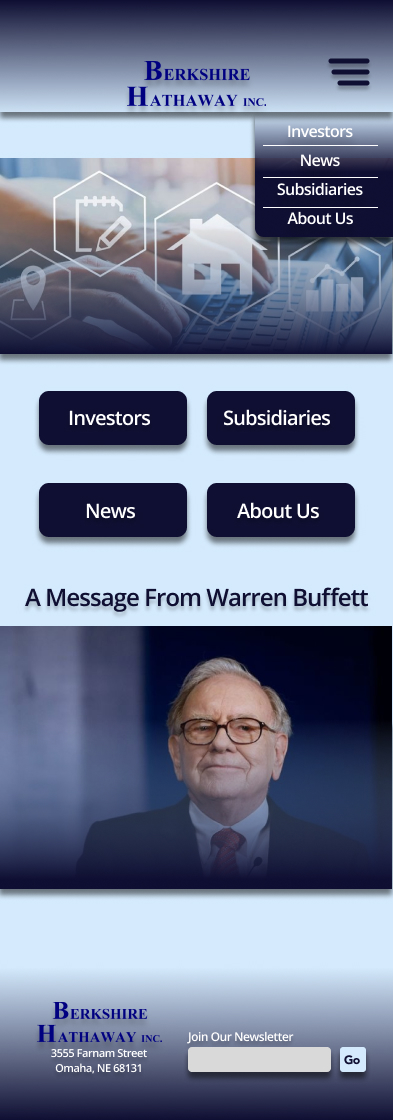 BERKSHIRE
HATHAWAY INC.
Investors
News
Subsidiaries
About Us
Investors
Subsidiaries
News
About Us
A Message From Warren Buffett
BERKSHIRE
HATHAWAY INC.
3555 Farnam Street
Omaha, NE 68131
Join Our Newsletter
Go